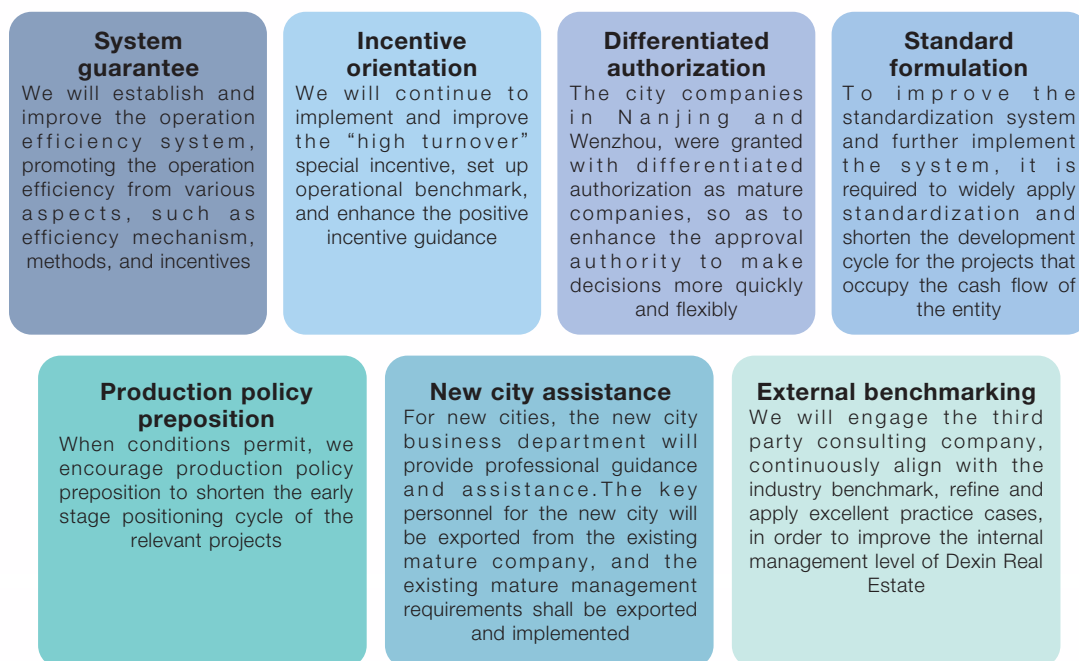 System
guarantee
We will establish and
improve the operation
efficiency system,
promoting the operation
efficiency from various
aspects, such as
efficiency mechanism,
methods, and incentives
Incentive
orientation
We will continue to
implement and improve
the “high turnover”
special incentive, set up
operational benchmark,
and enhance the positive
incentive guidance
Differentiated
authorization
The city companies
in Nanjing and
Wenzhou, were granted
with differentiated
authorization as mature
companies, so as to
enhance the approval
authority to make
decisions more quickly
and flexibly
Standard
formulation
To improve the
standardization system
and further implement
the system, it is
required to widely apply
standardization and
shorten the development
cycle for the projects that
occupy the cash flow of
the entity
Production policy
preposition
When conditions permit, we
encourage production policy
preposition to shorten the early
stage positioning cycle of the
relevant projects
New city assistance
For new cities, the new city
business department will
provide professional guidance
and assistance.The key
personnel for the new city will
be exported from the existing
mature company, and the
existing mature management
requirements shall be exported
and implemented
External benchmarking
We will engage the third
party consulting company,
continuously align with the
industry benchmark, refine and
apply excellent practice cases,
in order to improve the internal
management level of Dexin Real
Estate